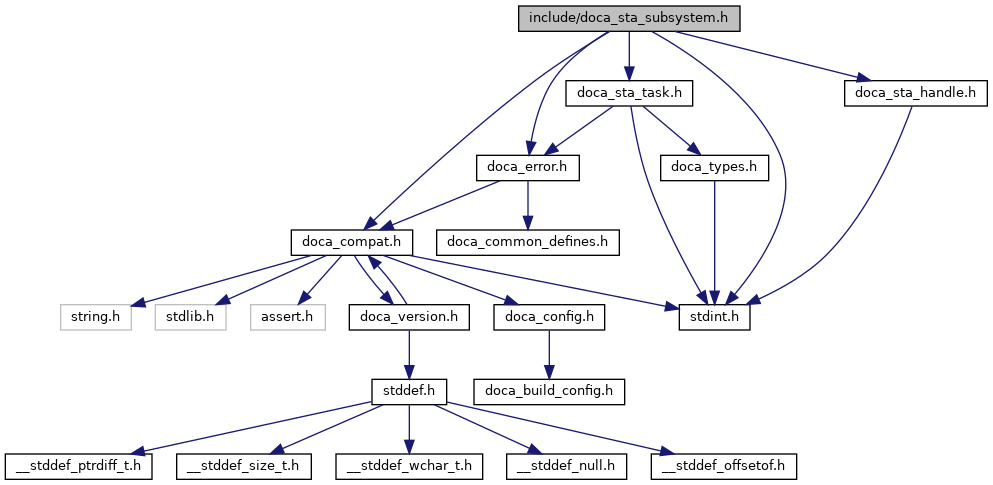 include/doca_sta_subsystem.h
doca_sta_task.h
doca_sta_handle.h
doca_error.h
doca_types.h
doca_compat.h
doca_common_defines.h
string.h
stdlib.h
assert.h
doca_version.h
doca_config.h
stdint.h
stddef.h
doca_build_config.h
__stddef_ptrdiff_t.h
__stddef_size_t.h
__stddef_wchar_t.h
__stddef_null.h
__stddef_offsetof.h